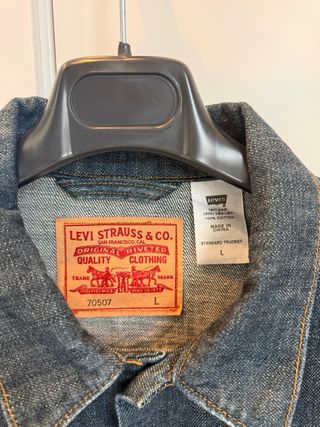 LEVI STRAUSS & CO.
SAN FRANCISCO, CAL.
ORIGINAL RIVETED
QUALITY CLOTHING
TRADE MARK
70507 L
LEVI'S
100% COTTON
MADE IN
CHINA
STANDARD TRUCKER
L